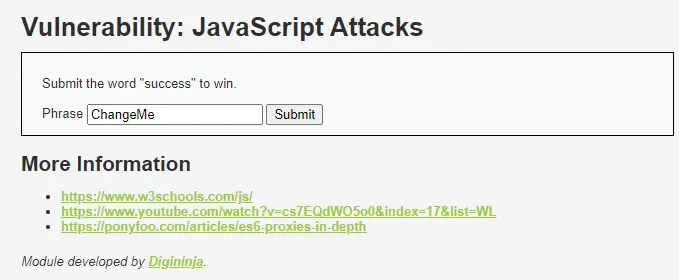 Vulnerability: JavaScript Attacks
Submit the word "success" to win.
Phrase ChangeMe Submit
More Information
https://www.w3schools.com/js/
https://www.youtube.com/watch?v=cs7EQdWO5o0&index=17&list=WL
https://ponyfoo.com/articles/es6-proxies-in-depth
Module developed by Digininja.